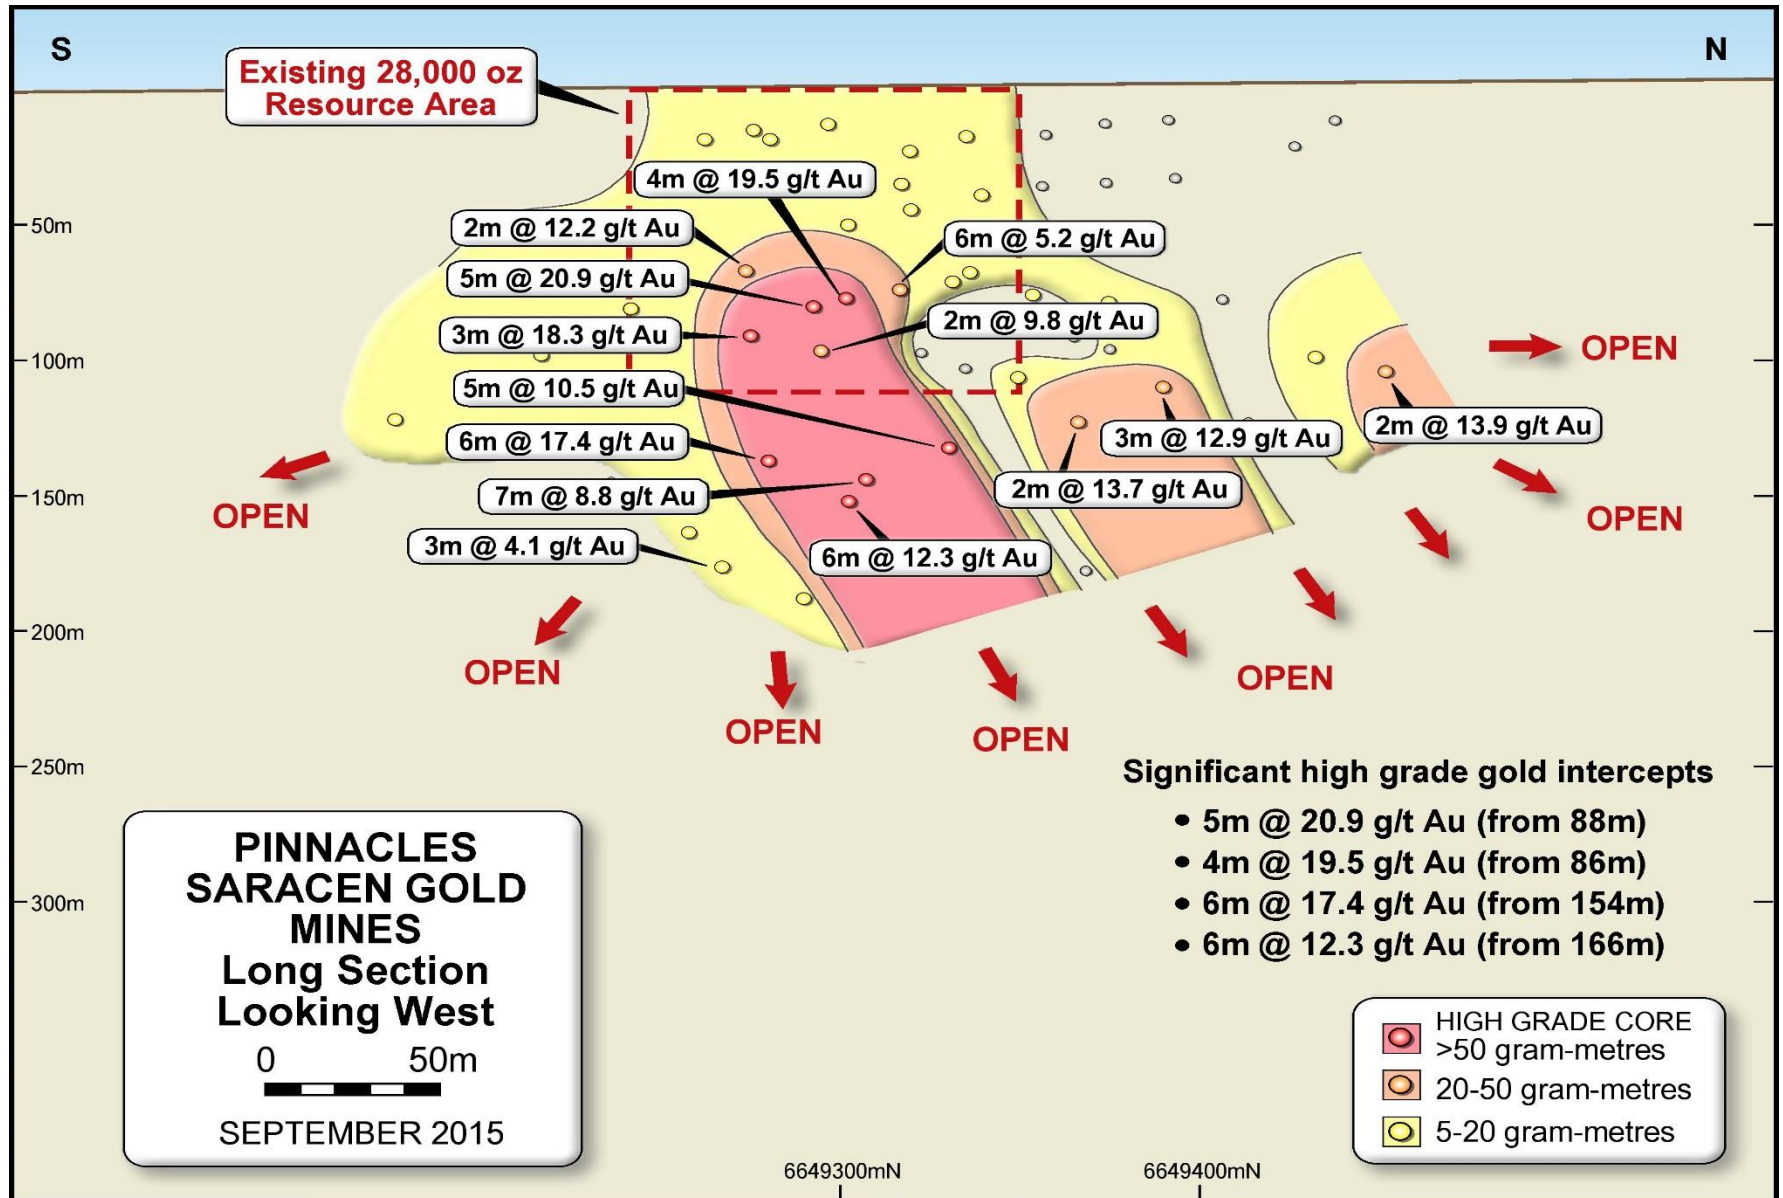 S
N
Existing 28,000 oz
Resource Area
4m @ 19.5 g/t Au
2m @ 12.2 g/t Au
6m @ 5.2 g/t Au
5m @ 20.9 g/t Au
2m @ 9.8 g/t Au
3m @ 18.3 g/t Au
5m @ 10.5 g/t Au
6m @ 17.4 g/t Au
7m @ 8.8 g/t Au
3m @ 4.1 g/t Au
6m @ 12.3 g/t Au
3m @ 12.9 g/t Au
2m @ 13.7 g/t Au
2m @ 13.9 g/t Au
50m
100m
150m
200m
250m
300m
OPEN
OPEN
OPEN
OPEN
OPEN
OPEN
OPEN
Significant high grade gold intercepts
• 5m @ 20.9 g/t Au (from 88m)
• 4m @ 19.5 g/t Au (from 86m)
• 6m @ 17.4 g/t Au (from 154m)
• 6m @ 12.3 g/t Au (from 166m)
PINNACLES
SARACEN GOLD
MINES
Long Section
Looking West
0 50m
SEPTEMBER 2015
HIGH GRADE CORE
>50 gram-metres
20-50 gram-metres
5-20 gram-metres
6649300mN
6649400mN